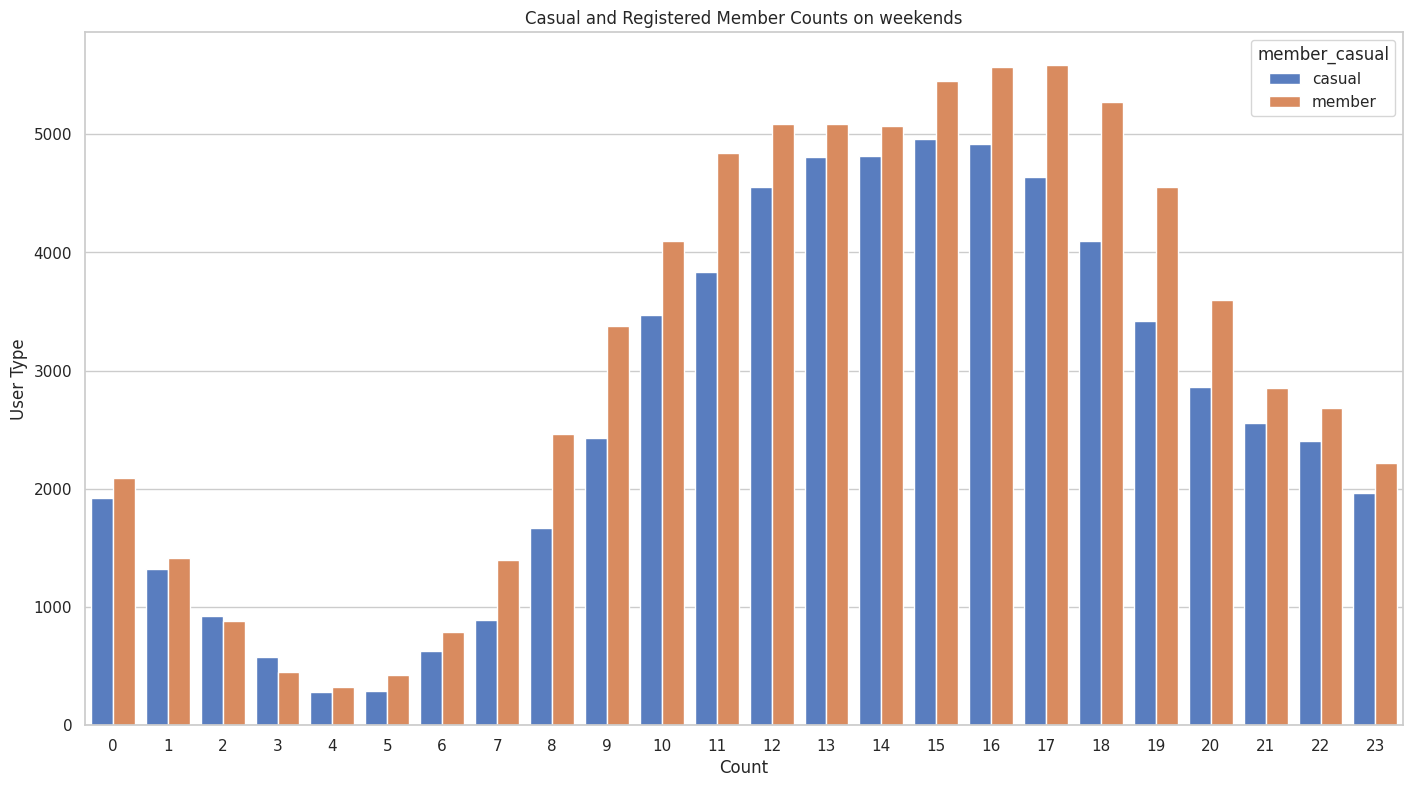 Casual and Registered Member Counts on weekends
member_casual
casual
member
User Type
5000
4000
3000
2000
1000
0
0 1 2 3 4 5 6 7 8 9 10 11 12 13 14 15 16 17 18 19 20 21 22 23
Count